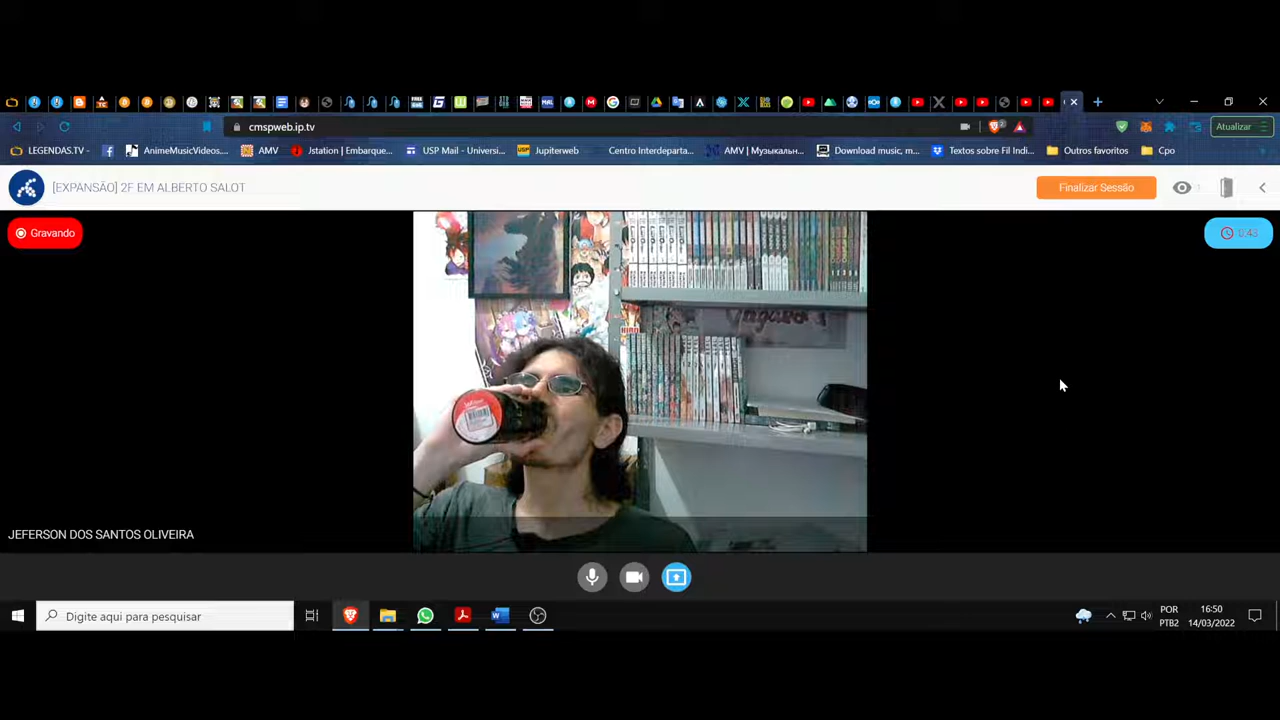 cmspweb.ip.tv
Atualizar
LEGENDAS.TV -
AnimeMusicVideos...
AMV
Jstation | Embarque...
USP Mail - Universi...
Jupiterweb
Centro Interdeparta...
AMV | Музыкальн...
Download music, m...
Textos sobre Fil Indi...
Outros favoritos
Cpo
[EXPANSÃO] 2F EM ALBERTO SALOT
Finalizar Sessão
Gravando
0:43
JEFERSON DOS SANTOS OLIVEIRA
Digite aqui para pesquisar
POR
PTB2
16:50
14/03/2022